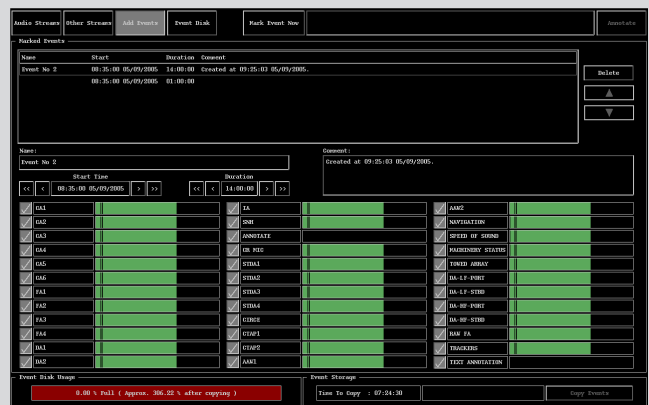 Audio Streams Other Streams Add Events Event Disk Mark Event Now Annotate
Marked Events
Name Start Duration Comment
Event No 2 08:35:00 05/09/2005 14:00:00 Created at 09:25:03 05/09/2005.
08:35:00 05/09/2005 01:00:00
Delete
Name: Comment:
Event No 2 Created at 09:25:03 05/09/2005.
Start Time Duration
<< < 08:35:00 05/09/2005 > >> << < 14:00:00 > >>
CA1 IA AAW2
CA2 SNH NAVIGATION
CA3 ANNOTATE SPEED OF SOUND
CA4 CR MIC MACHINERY STATUS
CA5 STDA1 TOWED ARRAY
CA6 STDA2 DA-LF-PORT
FA1 STDA3 DA-LF-STBD
FA2 STDA4 DA-HF-PORT
FA3 CIRCE DA-HF-STBD
FA4 CTAP1 RAW FA
DA1 CTAP2 TRACKERS
DA2 AAW1 TEXT ANNOTATION
Event Disk Usage Event Storage
0.00 % Full ( Approx. 306.22 % after copying ) Time To Copy : 07:24:30 Copy Events